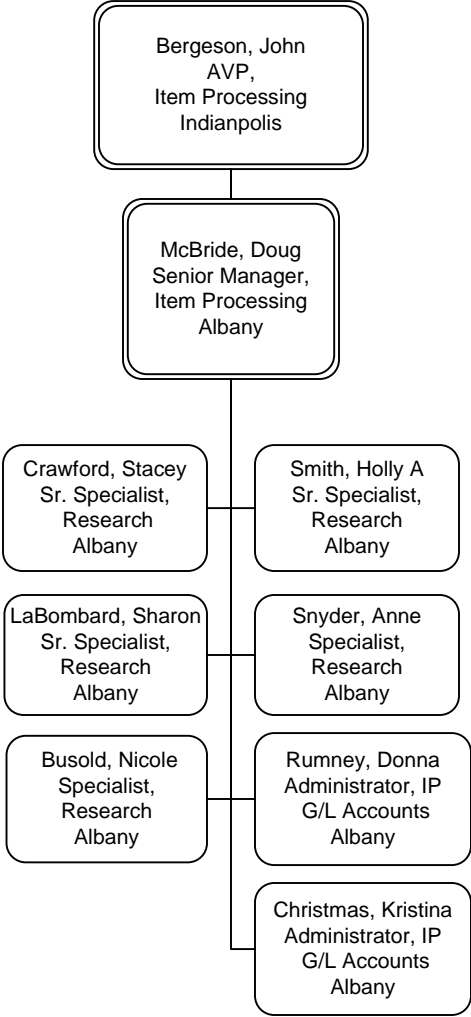 Bergeson, John
AVP,
Item Processing
Indianpolis
McBride, Doug
Senior Manager,
Item Processing
Albany
Crawford, Stacey
Sr. Specialist,
Research
Albany
Smith, Holly A
Sr. Specialist,
Research
Albany
LaBombard, Sharon
Sr. Specialist,
Research
Albany
Snyder, Anne
Specialist,
Research
Albany
Busold, Nicole
Specialist,
Research
Albany
Rumney, Donna
Administrator, IP
G/L Accounts
Albany
Christmas, Kristina
Administrator, IP
G/L Accounts
Albany